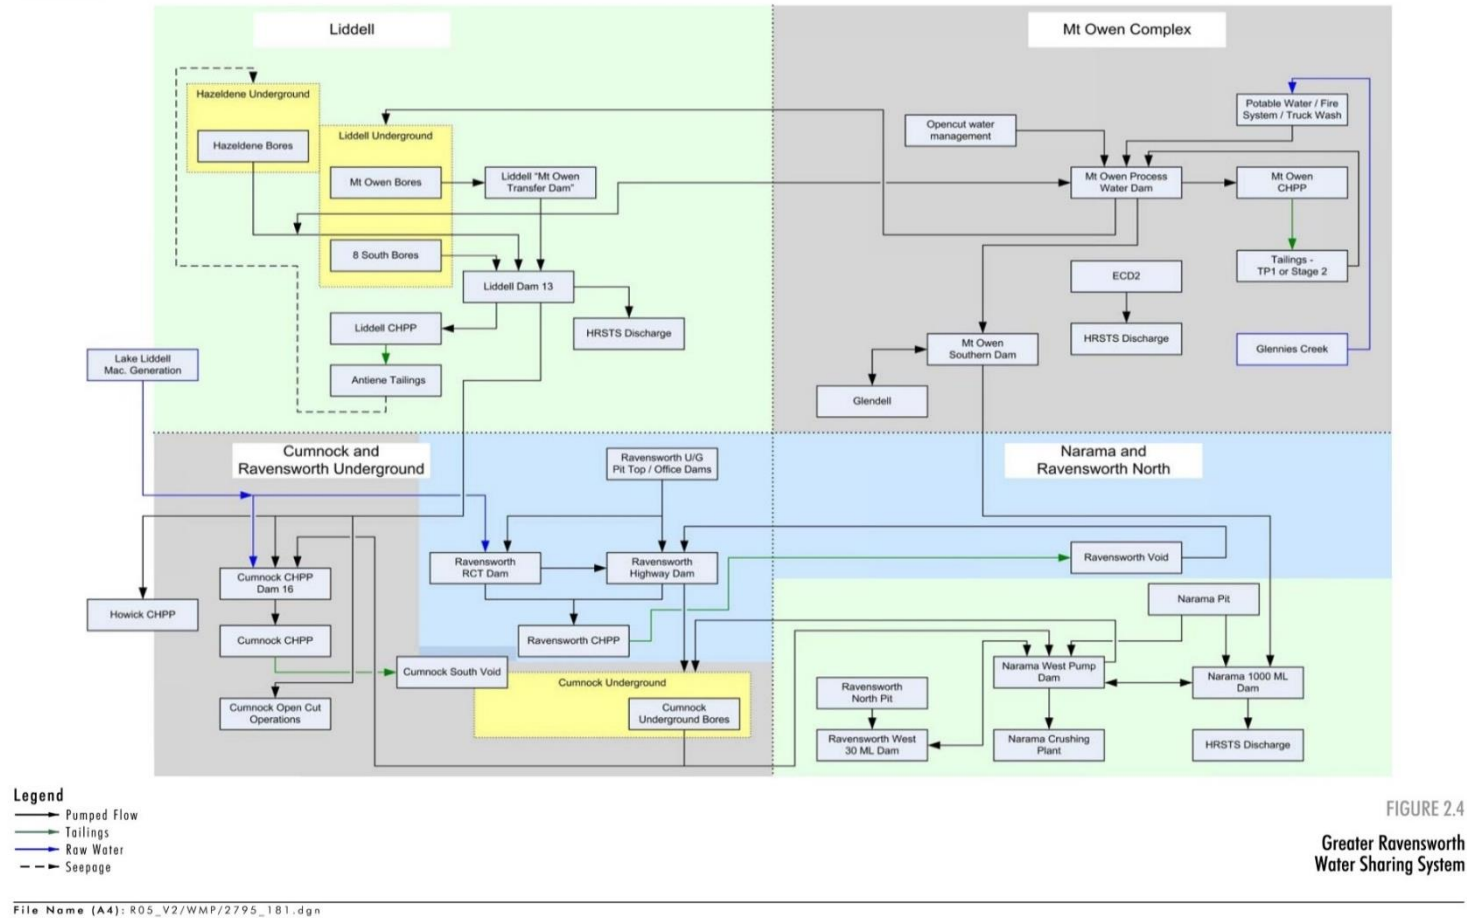 Liddell
Mt Owen Complex
Hazeldene Underground
Hazeldene Bores
Liddell Underground
Mt Owen Bores
Liddell "Mt Owen
Transfer Dam"
8 South Bores
Liddell Dam 13
Liddell CHPP
HRSTS Discharge
Antiene Tailings
Lake Liddell
Mac. Generation
Opencut water
management
Potable Water / Fire
System / Truck Wash
Mt Owen Process
Water Dam
Mt Owen
CHPP
Tailings -
TP1 or Stage 2
ECD2
HRSTS Discharge
Mt Owen
Southern Dam
Glennies Creek
Glendell
Cumnock and
Ravensworth Underground
Ravensworth U/G
Pit Top / Office Dams
Narama and
Ravensworth North
Ravensworth
RCT Dam
Ravensworth
Highway Dam
Ravensworth Void
Cumnock CHPP
Dam 16
Howick CHPP
Cumnock CHPP
Ravensworth CHPP
Narama Pit
Cumnock South Void
Cumnock Underground
Cumnock
Underground Bores
Cumnock Open Cut
Operations
Narama West Pump
Dam
Narama 1000 ML
Dam
Ravensworth
North Pit
Ravensworth West
30 ML Dam
Narama Crushing
Plant
HRSTS Discharge
Legend
Pumped Flow
Tailings
Raw Water
Seepage
FIGURE 2.4
Greater Ravensworth
Water Sharing System
File Name (A4): R05_V2/WMP/2795_181.dgn